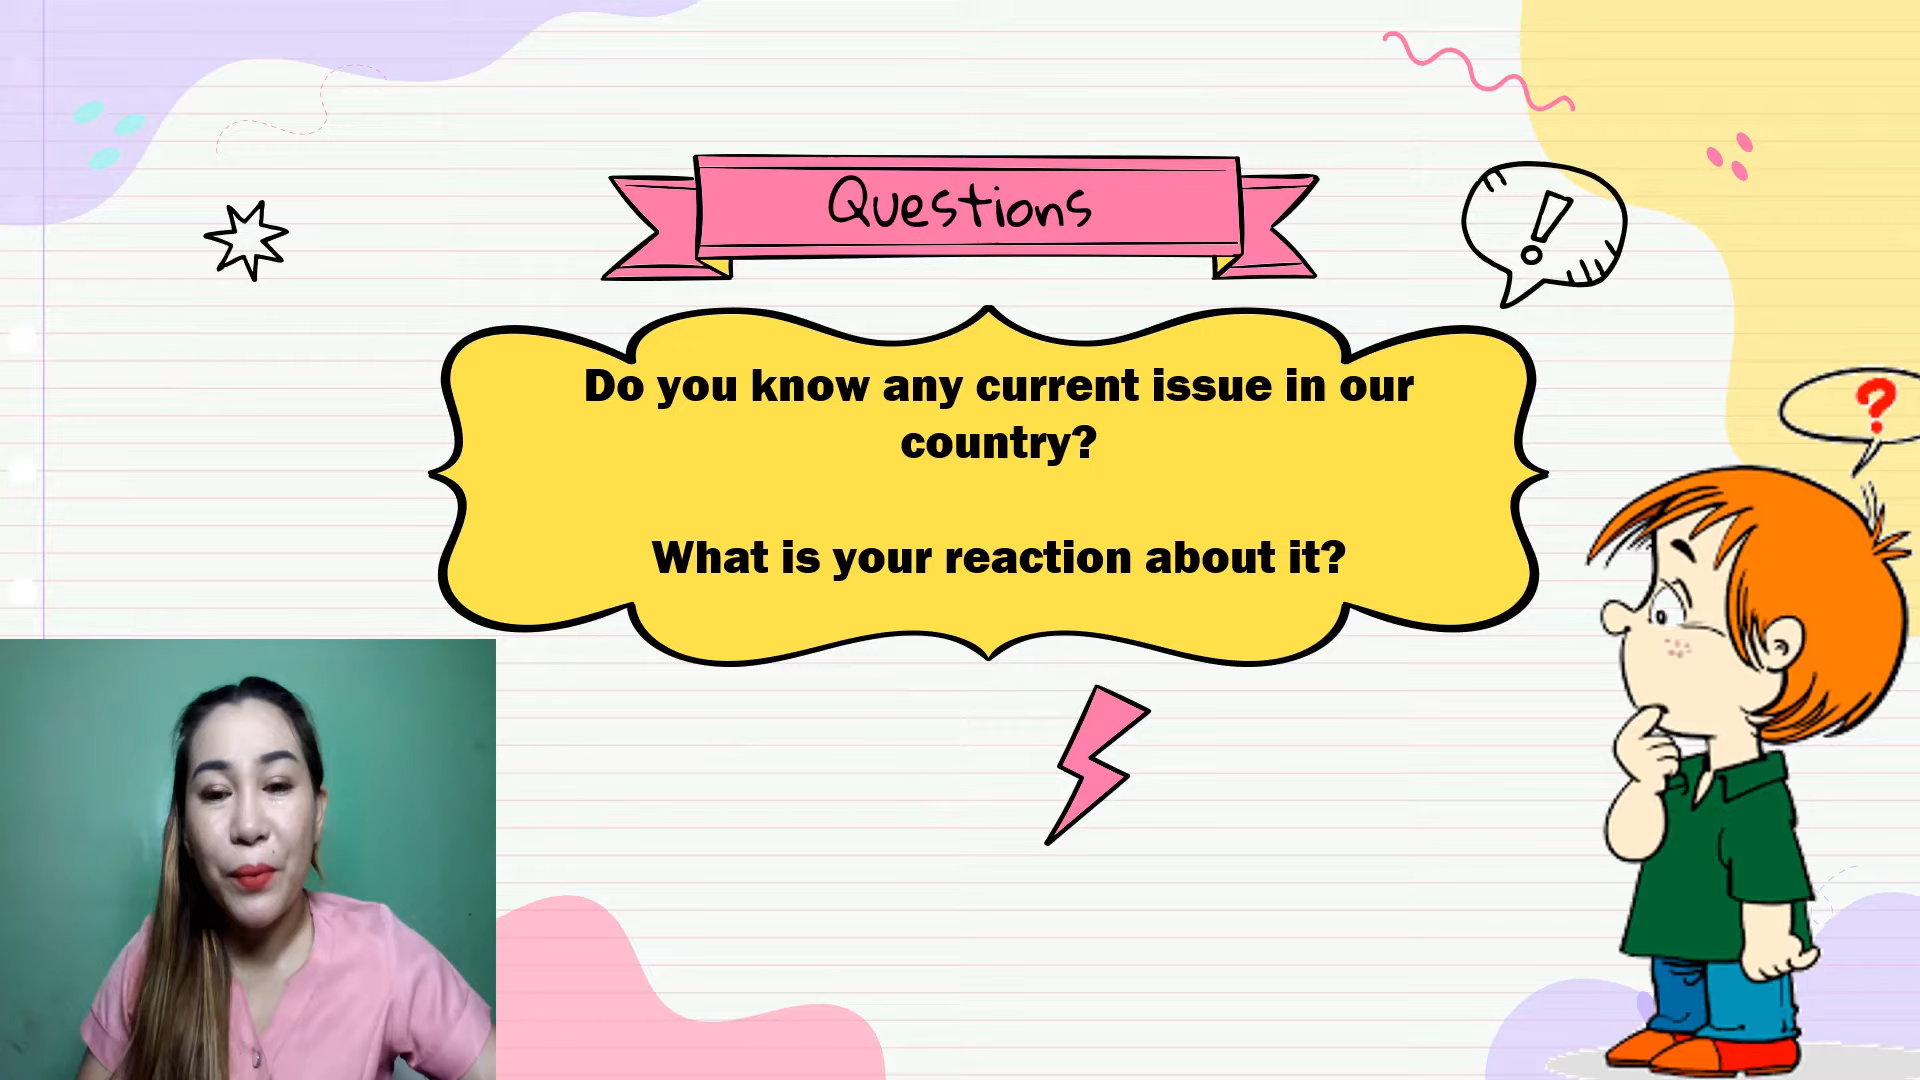 Questions
Do you know any current issue in our
country?
What is your reaction about it?
?